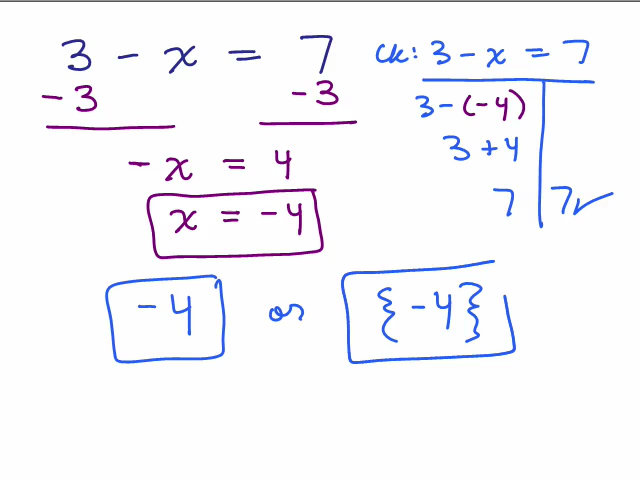 3 - x = 7
-3 -3
-x = 4
x = -4
ck: 3 - x = 7
3 - (-4)
3 + 4
7 7✓
-4 or {-4}